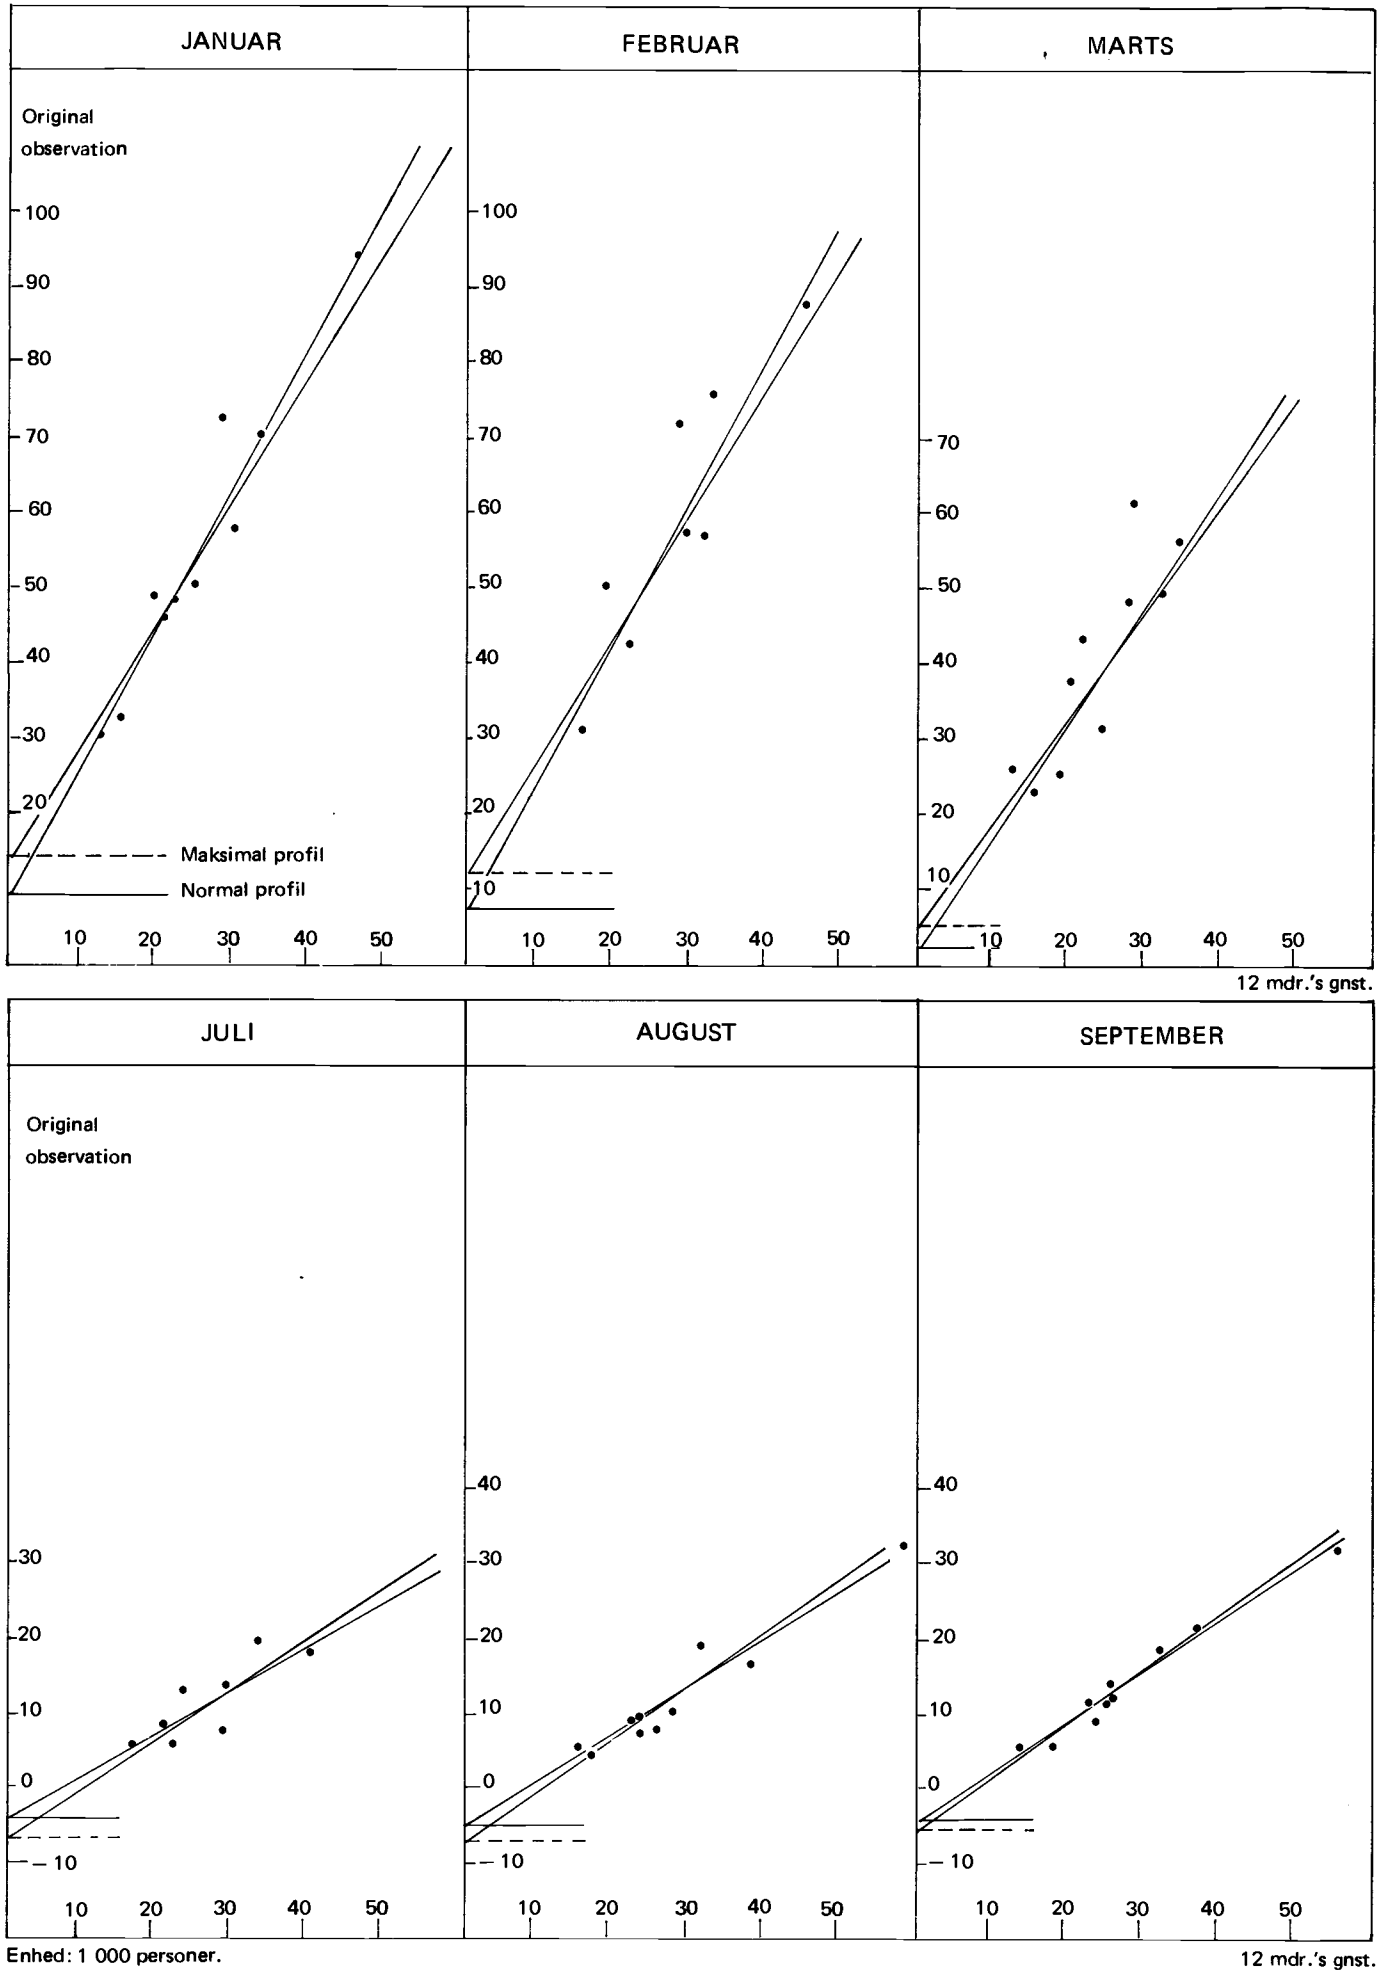 JANUAR
FEBRUAR
MARTS
Original
observation
100
90
80
70
60
50
40
30
20
Maksimal profil
Normal profil
10 20 30 40 50
100
90
80
70
60
50
40
30
20
10
10 20 30 40 50
70
60
50
40
30
20
10
10 20 30 40 50
12 mdr.'s gnst.
JULI
AUGUST
SEPTEMBER
Original
observation
30
20
10
0
– 10
10 20 30 40 50
40
30
20
10
0
– 10
10 20 30 40 50
40
30
20
10
0
– 10
10 20 30 40 50
Enhed: 1 000 personer.
12 mdr.'s gnst.